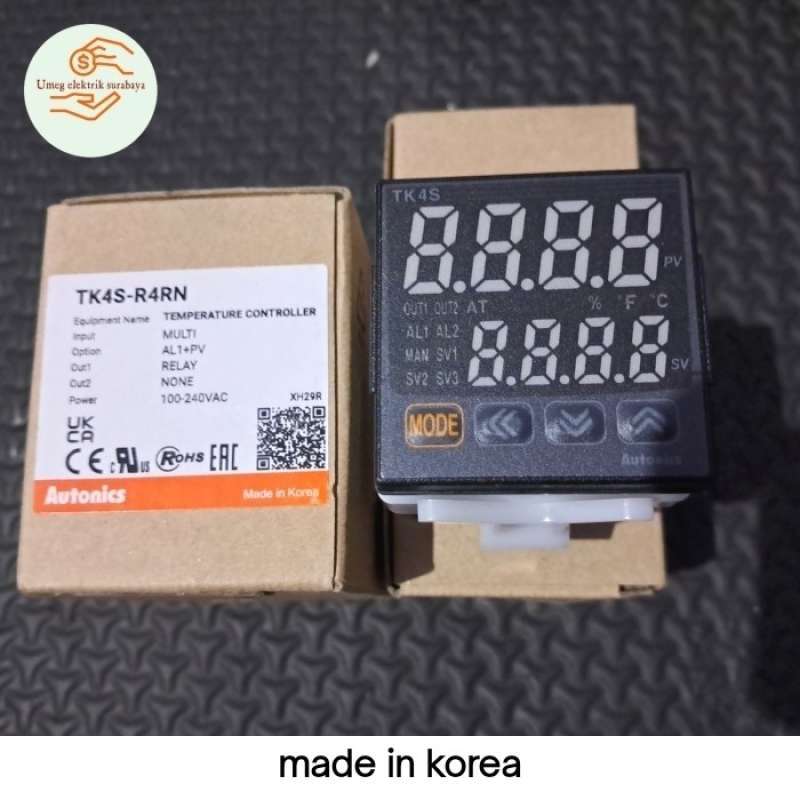 Umeg elektrik surabaya
TK4S-R4RN
Equipment Name TEMPERATURE CONTROLLER
Input MULTI
Option AL1+PV
Out1 RELAY
Out2 NONE
Power 100-240VAC XH29R
UK
CA
CE c RU us RoHS EAC
Autonics Made in Korea
TK4S
8.8.8.8 PV
OUT1 OUT2 AT % °F °C
AL1 AL2
MAN SV1
SV2 SV3
8.8.8.8 SV
MODE
Autonics
made in korea